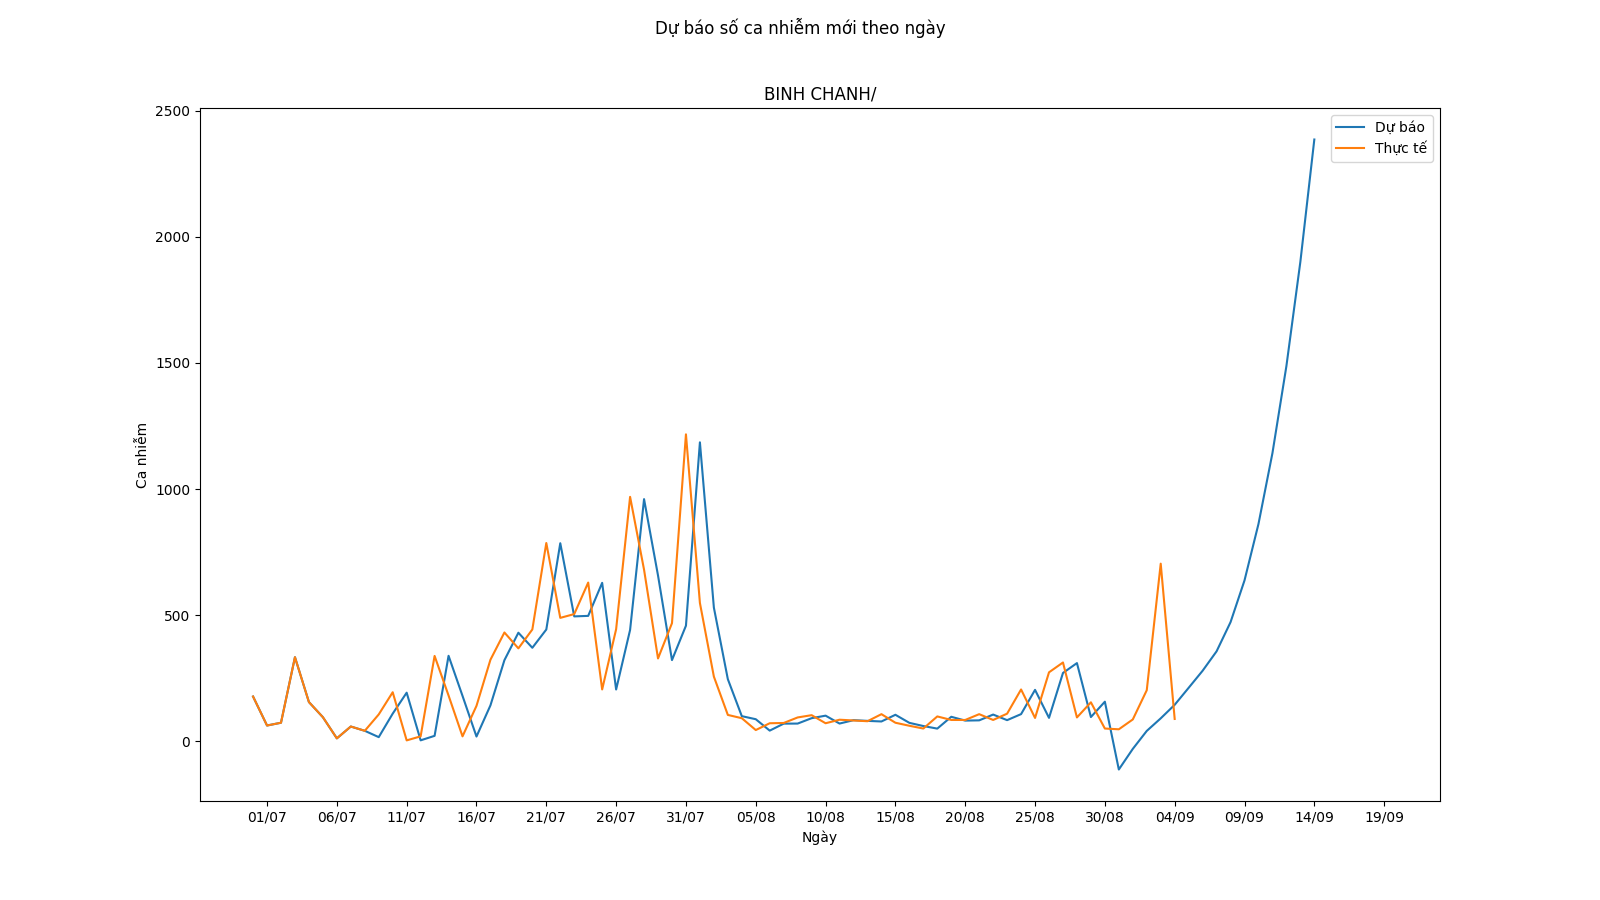 Dự báo số ca nhiễm mới theo ngày
BINH CHANH/
2500
2000
1500
1000
500
0
Ca nhiễm
Dự báo
Thực tế
01/07 06/07 11/07 16/07 21/07 26/07 31/07 05/08 10/08 15/08 20/08 25/08 30/08 04/09 09/09 14/09 19/09
Ngày